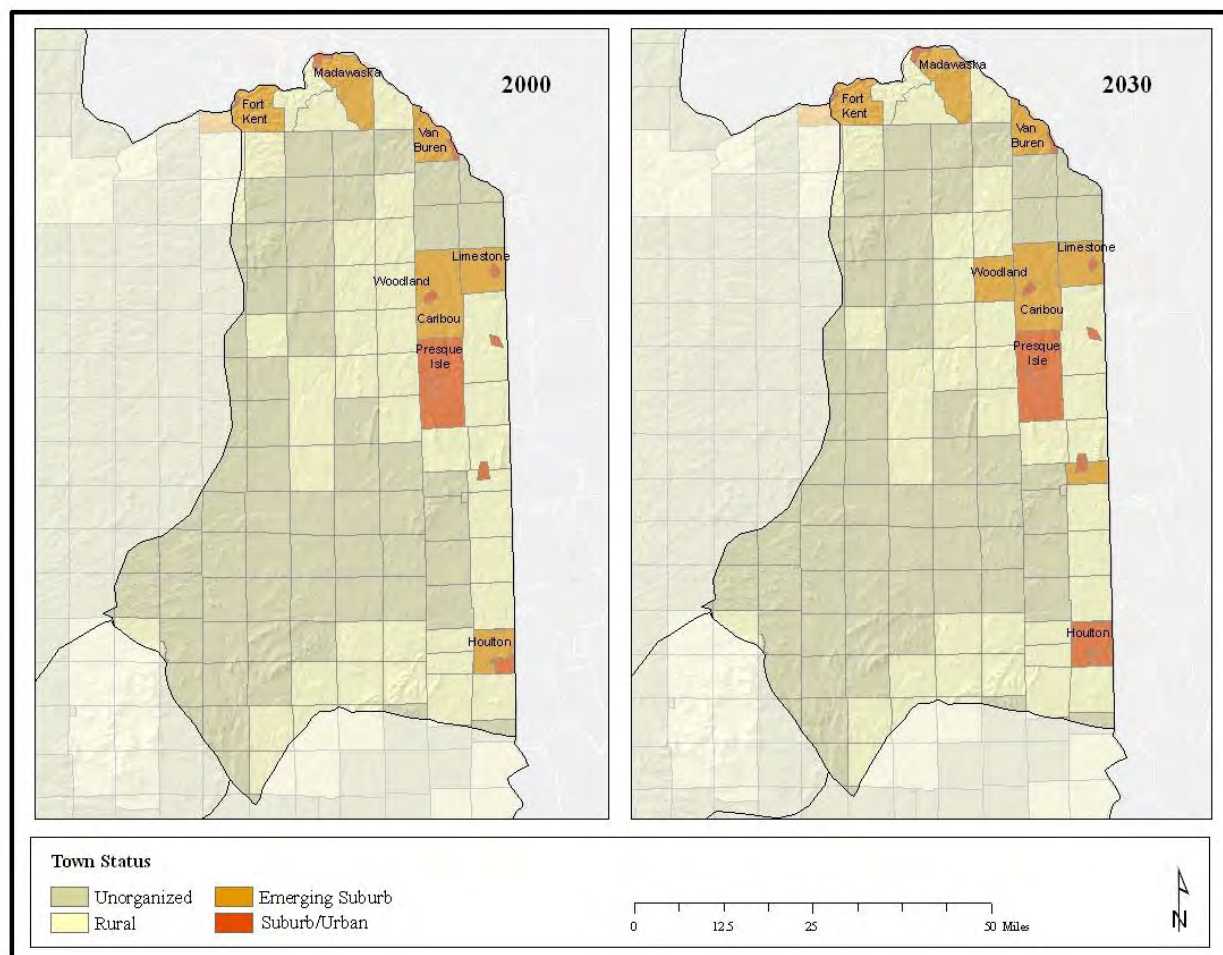 2000
Madawaska
Fort
Kent
Van
Buren
Limestone
Woodland
Caribou
Presque
Isle
Houlton
2030
Madawaska
Fort
Kent
Van
Buren
Limestone
Woodland
Caribou
Presque
Isle
Houlton
Town Status
Unorganized
Emerging Suburb
Rural
Suburb/Urban
0 12.5 25 50 Miles
N